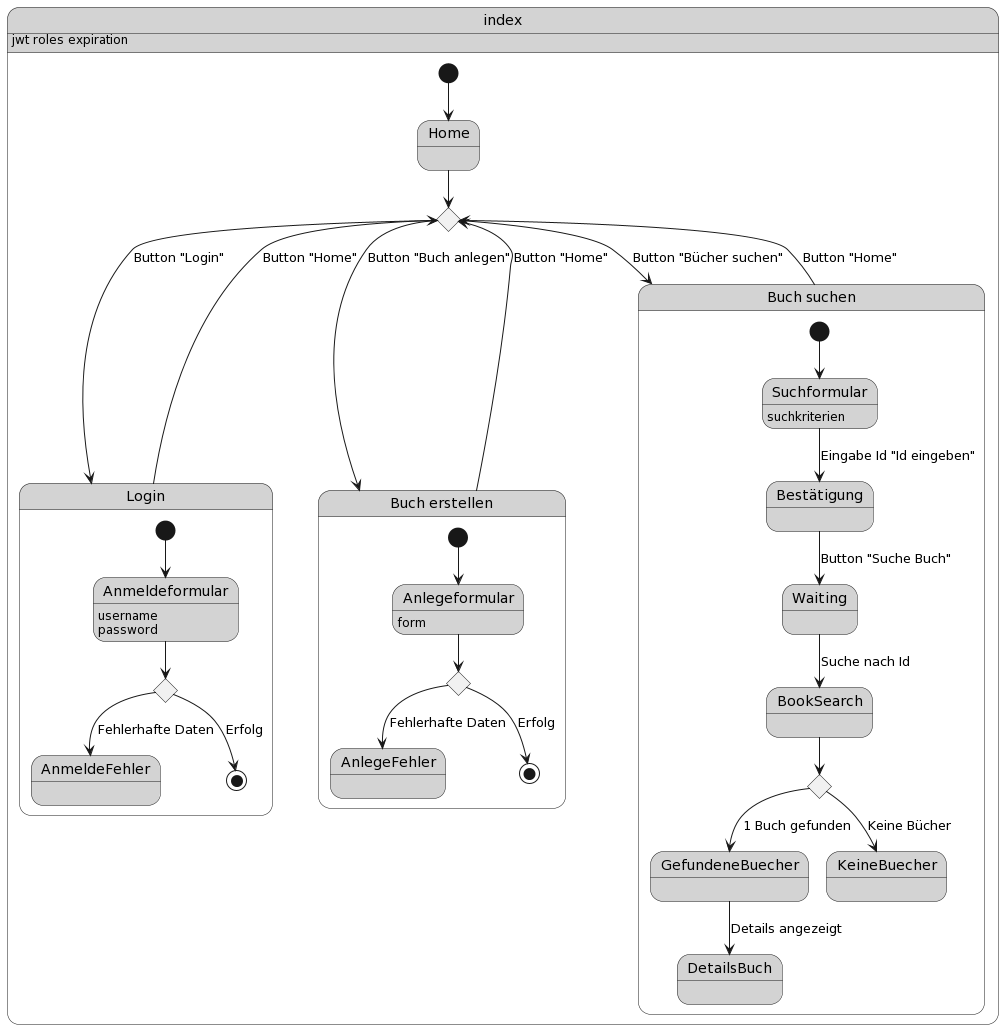 index
jwt roles expiration
Home
Button "Login"
Button "Home"
Button "Buch anlegen"
Button "Home"
Button "Bücher suchen"
Button "Home"
Buch suchen
Suchformular
suchkriterien
Eingabe Id "Id eingeben"
Bestätigung
Button "Suche Buch"
Waiting
Suche nach Id
BookSearch
1 Buch gefunden
Keine Bücher
GefundeneBuecher
KeineBuecher
Details angezeigt
DetailsBuch
Login
Anmeldeformular
username
password
Fehlerhafte Daten
Erfolg
AnmeldeFehler
Buch erstellen
Anlegeformular
form
Fehlerhafte Daten
Erfolg
AnlegeFehler